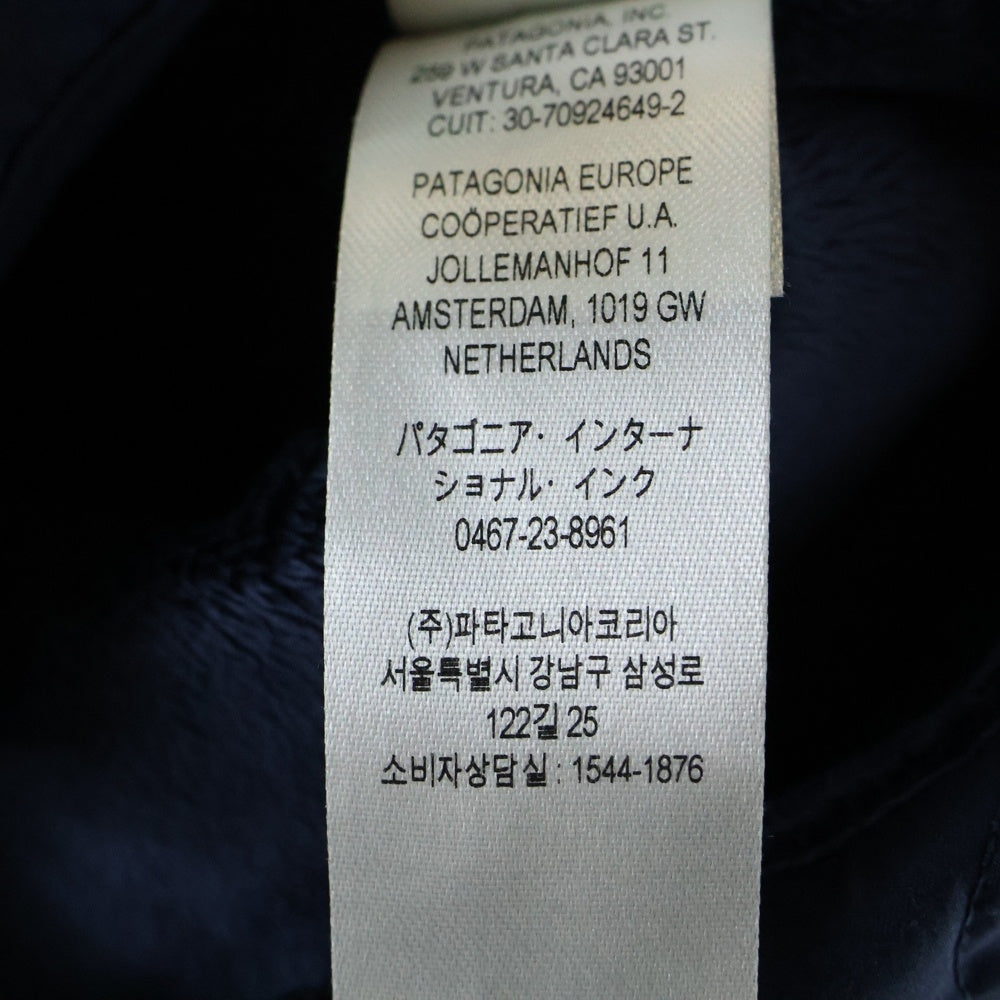 PATAGONIA, INC.
259 W SANTA CLARA ST.
VENTURA, CA 93001
CUIT: 30-70924649-2
PATAGONIA EUROPE
COÖPERATIEF U.A.
JOLLEMANHOF 11
AMSTERDAM, 1019 GW
NETHERLANDS
パタゴニア・インターナ
ショナル・インク
0467-23-8961
(주)파타고니아코리아
서울특별시 강남구 삼성로
122길 25
소비자상담실 : 1544-1876